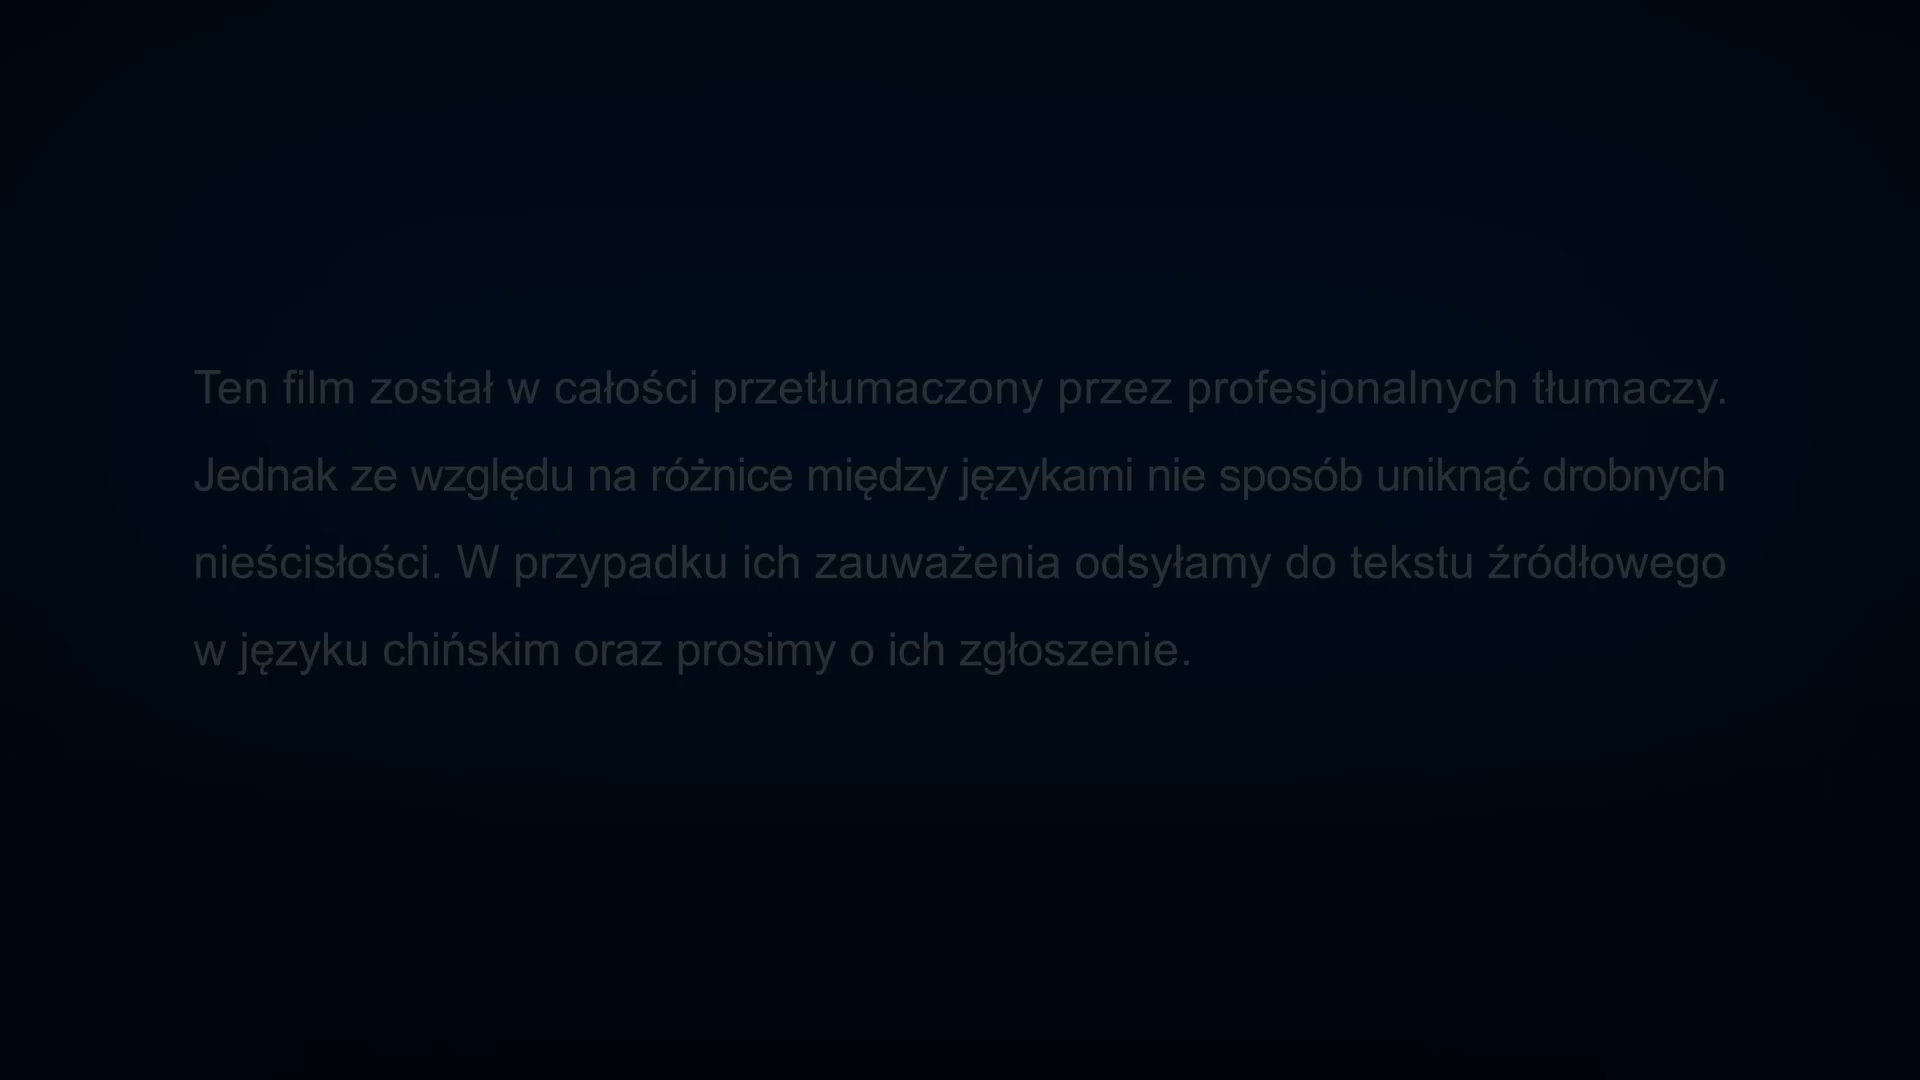 Ten film został w całości przetłumaczony przez profesjonalnych tłumaczy.
Jednak ze względu na różnice między językami nie sposób uniknąć drobnych
nieścisłości. W przypadku ich zauważenia odsyłamy do tekstu źródłowego
w języku chińskim oraz prosimy o ich zgłoszenie.